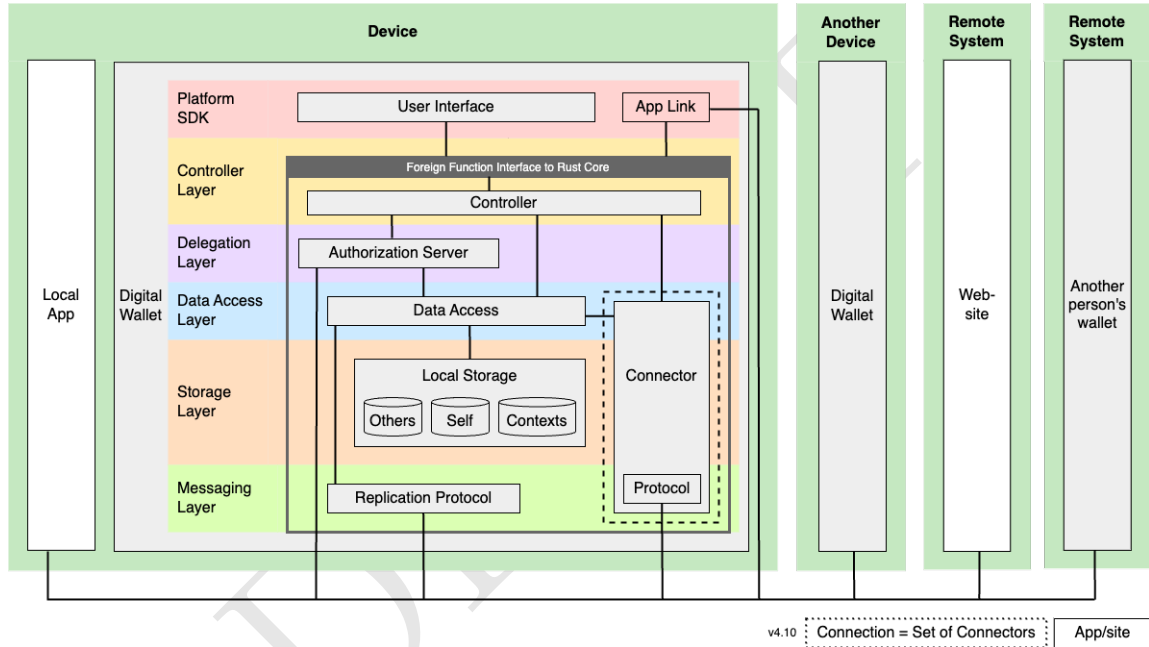 Device
Another
Device
Remote
System
Remote
System
Platform
SDK
User Interface
App Link
Foreign Function Interface to Rust Core
Controller
Layer
Controller
Delegation
Layer
Authorization Server
Local
App
Digital
Wallet
Data Access
Layer
Data Access
Digital
Wallet
Web-
site
Another
person's
wallet
Storage
Layer
Local Storage
Others
Self
Contexts
Connector
Messaging
Layer
Replication Protocol
Protocol
v4.10
Connection = Set of Connectors
App/site